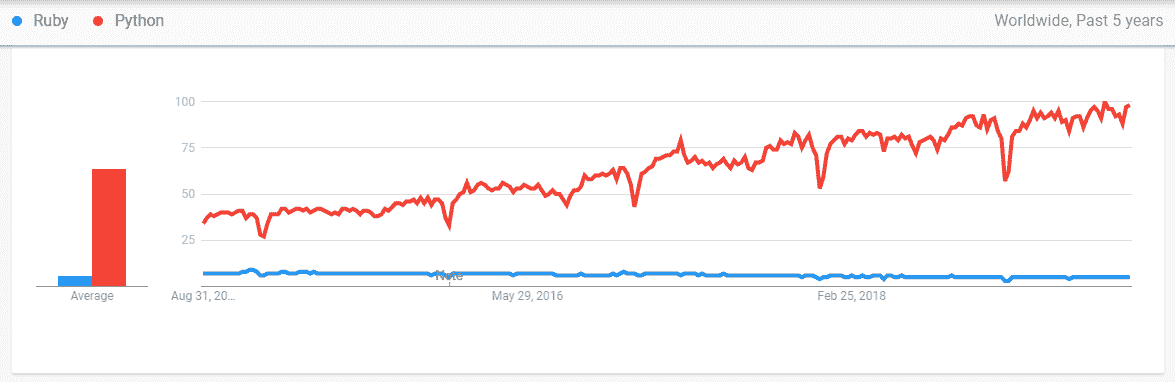 Ruby Python Worldwide, Past 5 years
100
75
50
25
Note
Average Aug 31, 20... May 29, 2016 Feb 25, 2018